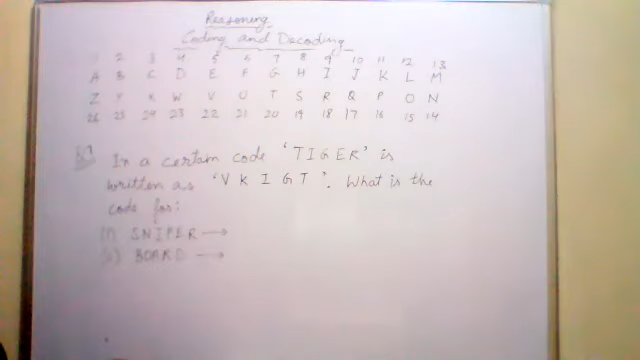 Reasoning
Coding and Decoding
1 2 3 4 5 6 7 8 9 10 11 12 13
A B C D E F G H I J K L M
Z Y X W V U T S R Q P O N
26 25 24 23 22 21 20 19 18 17 16 15 14
In a certain code 'TIGER' is
written as 'V K I G T'. What is the
code for:
(i) SNIPER →
(ii) BOARD →